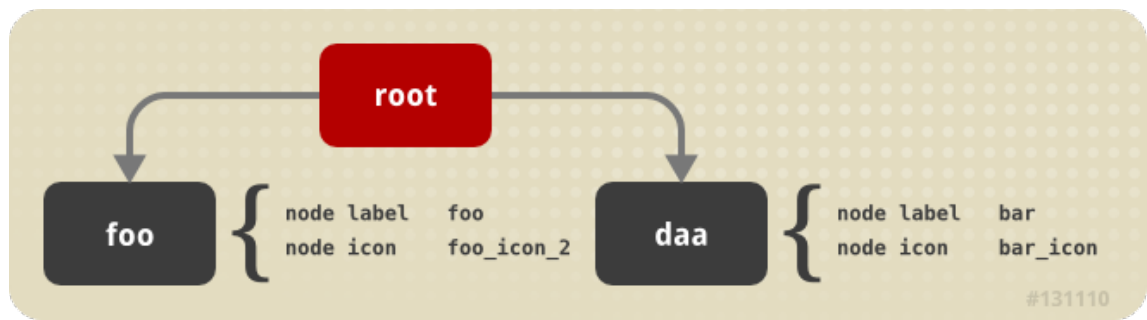 root
foo
node label foo
node icon foo_icon_2
daa
node label bar
node icon bar_icon
#131110